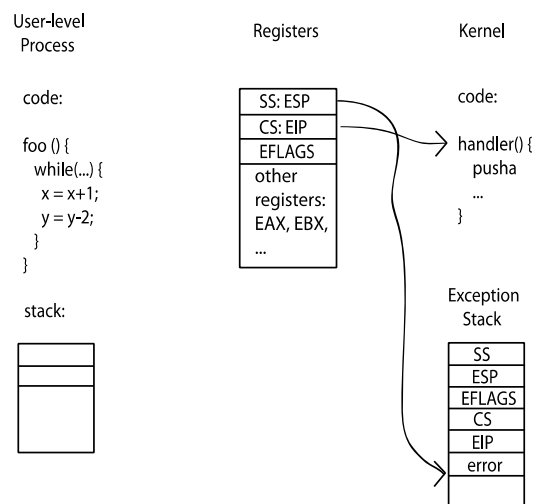 User-level
Process
code:
foo () {
while(...) {
x = x+1;
y = y-2;
}
}
stack:
Registers
SS: ESP
CS: EIP
EFLAGS
other
registers:
EAX, EBX,
...
Kernel
code:
handler() {
pusha
...
}
Exception
Stack
SS
ESP
EFLAGS
CS
EIP
error